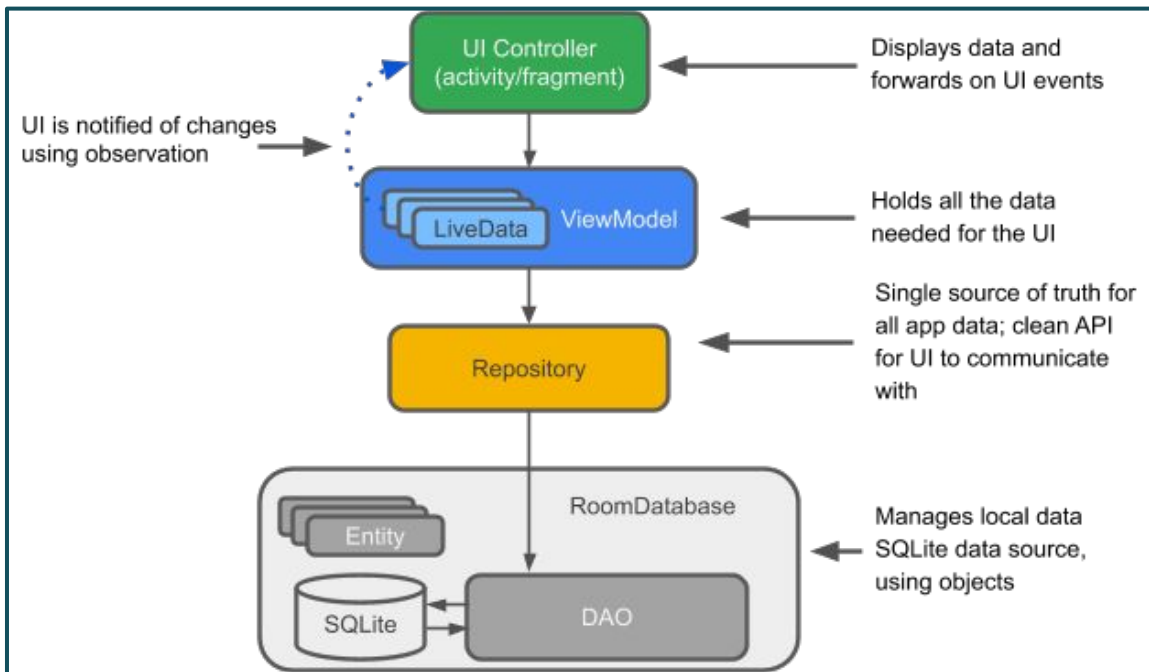 UI Controller
(activity/fragment)
Displays data and
forwards on UI events
UI is notified of changes
using observation
LiveData
ViewModel
Holds all the data
needed for the UI
Single source of truth for
all app data; clean API
for UI to communicate
with
Repository
RoomDatabase
Entity
Manages local data
SQLite data source,
using objects
SQLite
DAO